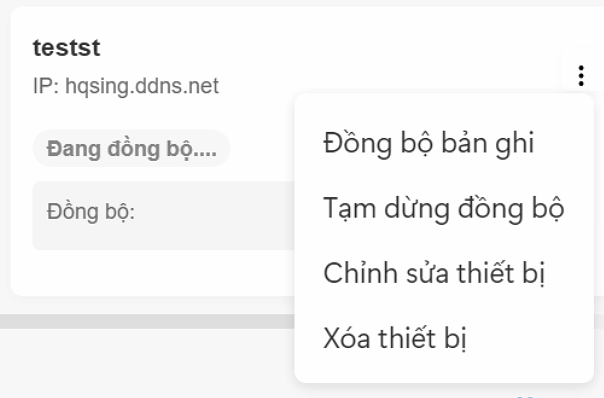 testst
IP: hqsing.ddns.net
Đang đồng bộ....
Đồng bộ:
Đồng bộ bản ghi
Tạm dừng đồng bộ
Chỉnh sửa thiết bị
Xóa thiết bị